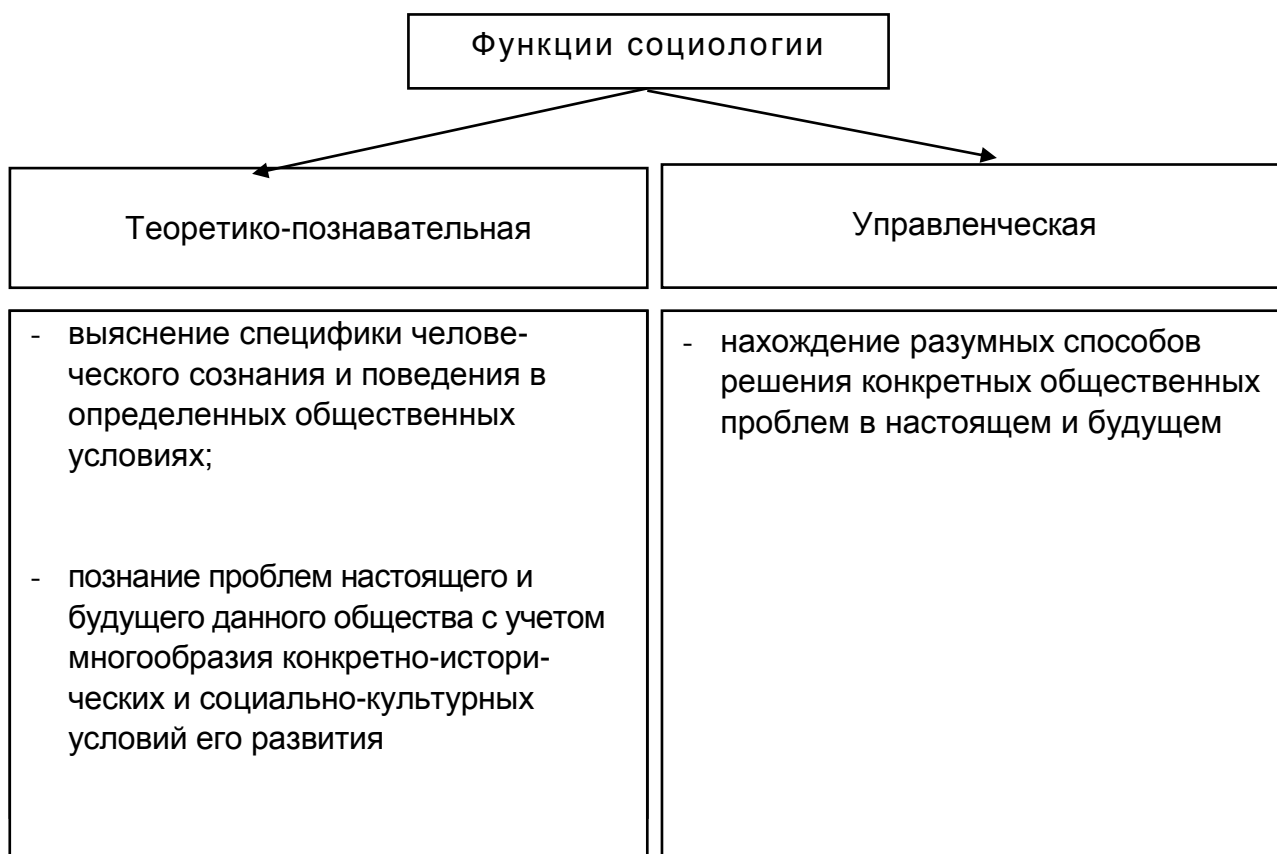 Функции социологии
Теоретико-познавательная
Управленческая
- выяснение специфики челове-
ческого сознания и поведения в
определенных общественных
условиях;
- познание проблем настоящего и
будущего данного общества с учетом
многообразия конкретно-истори-
ческих и социально-культурных
условий его развития
- нахождение разумных способов
решения конкретных общественных
проблем в настоящем и будущем